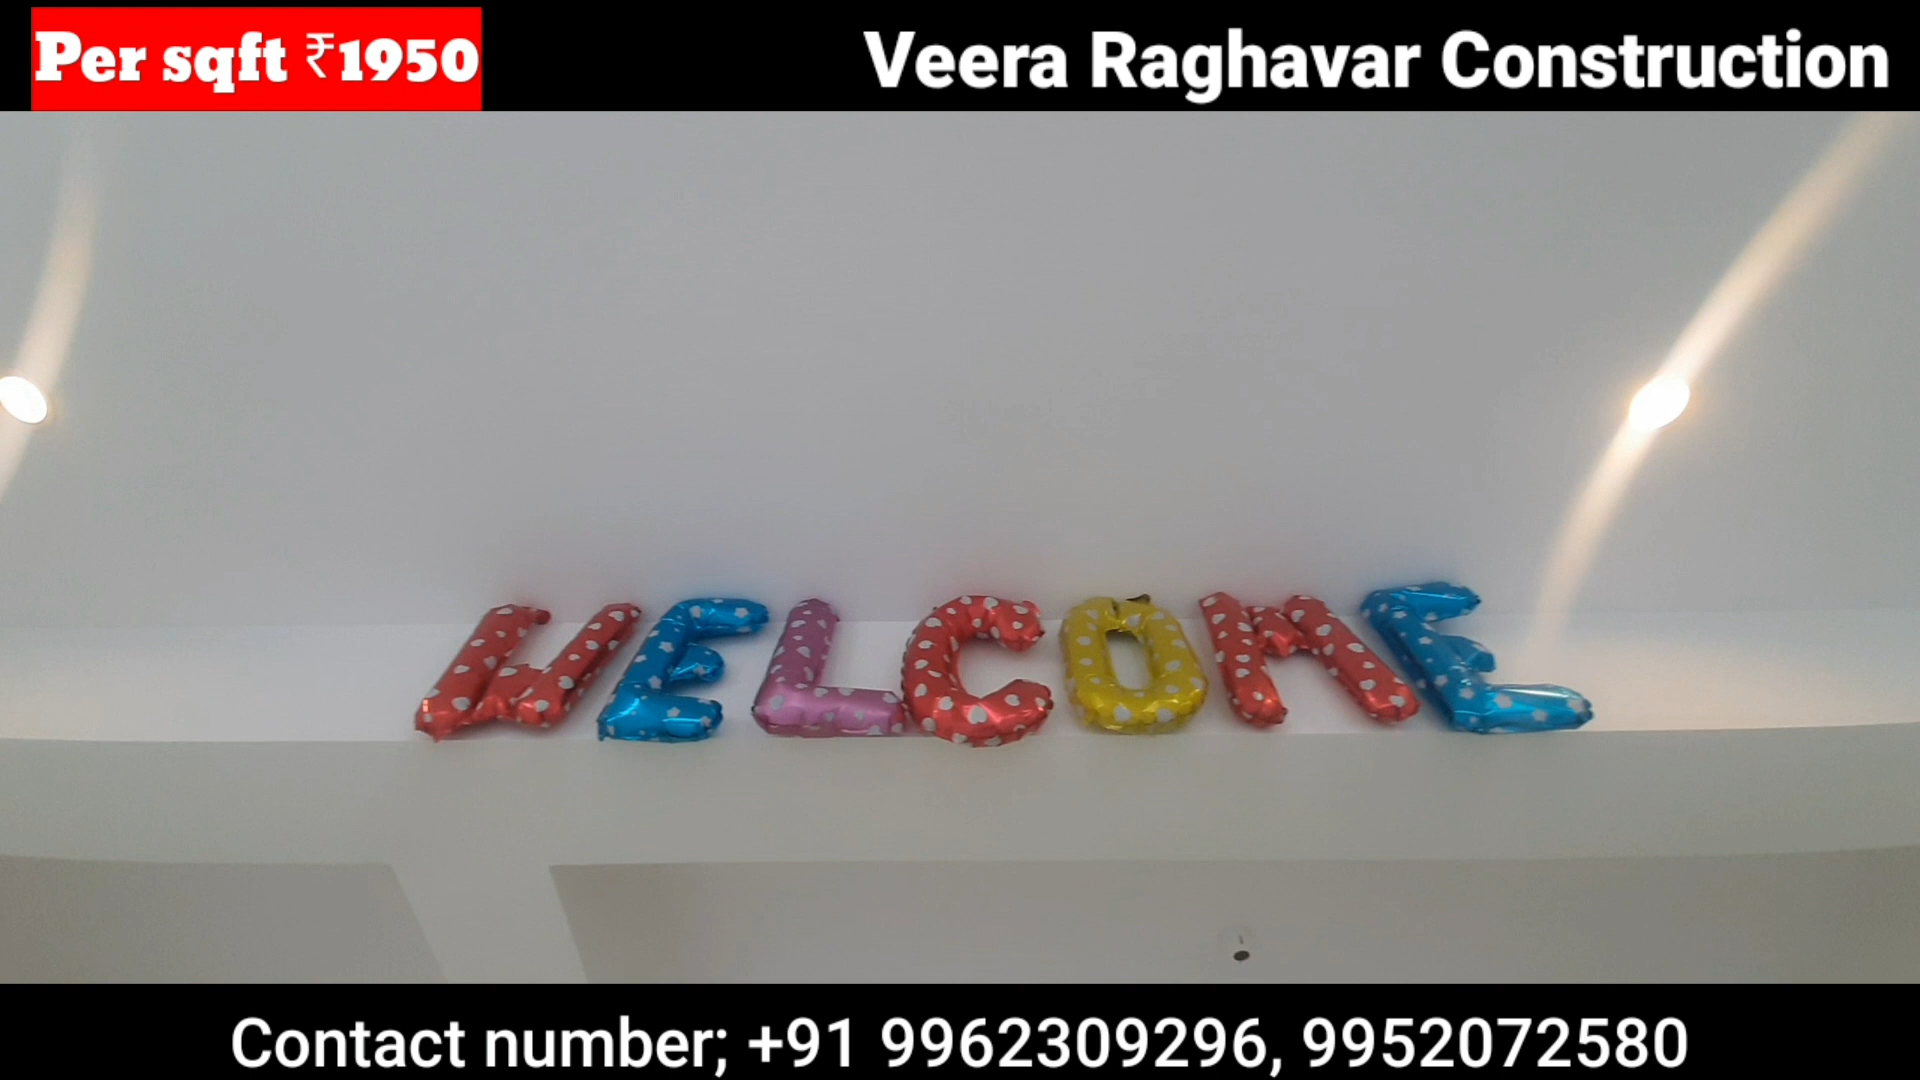 Per sqft ₹1950
Veera Raghavar Construction
WELCOME
Contact number; +91 9962309296, 9952072580